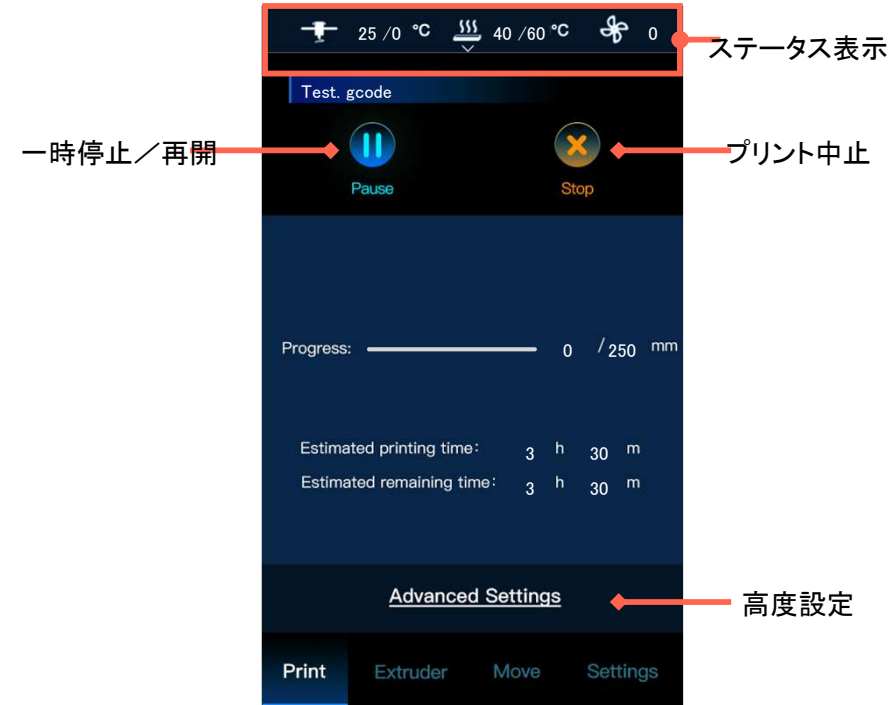 25 /0 ℃ 40 /60 ℃ 0
ステータス表示
Test. gcode
一時停止／再開
プリント中止
Pause Stop
Progress: 0 / 250 mm
Estimated printing time: 3 h 30 m
Estimated remaining time: 3 h 30 m
Advanced Settings
高度設定
Print Extruder Move Settings